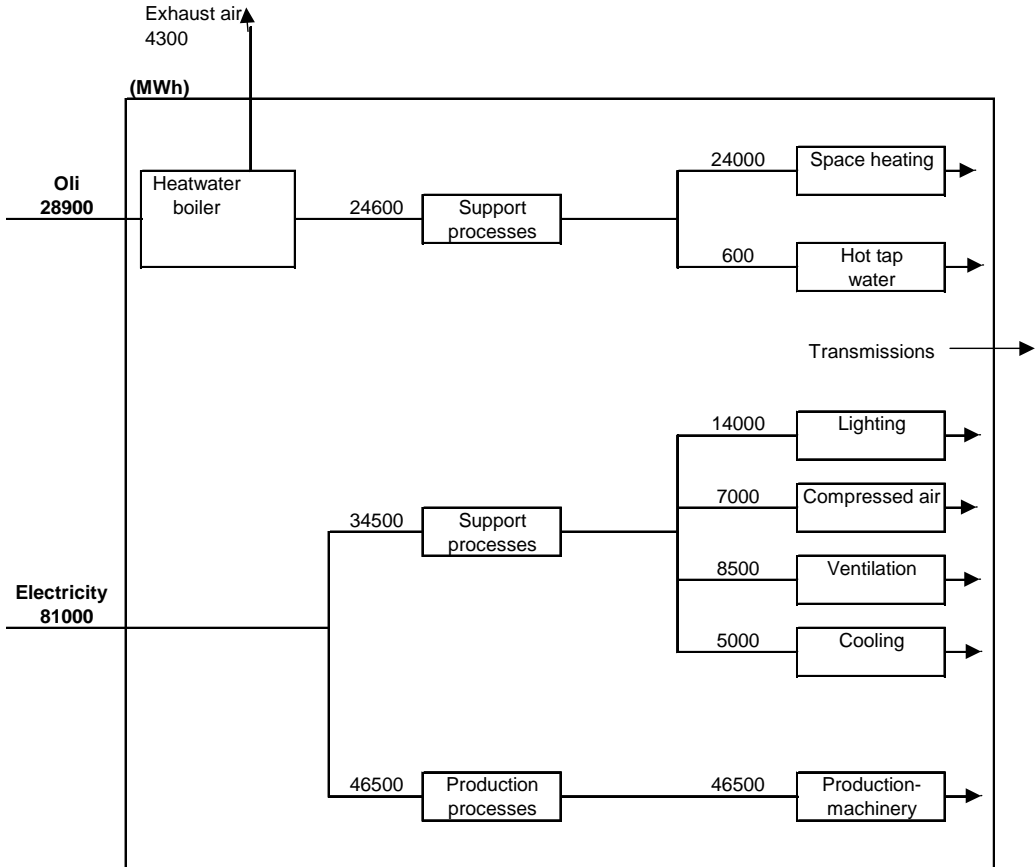 Exhaust air
4300
(MWh)
Oli
28900
Heatwater
boiler
24600
Support
processes
24000
Space heating
600
Hot tap
water
Transmissions
14000
Lighting
34500
Support
processes
7000
Compressed air
8500
Ventilation
Electricity
81000
5000
Cooling
46500
Production
processes
46500
Production-
machinery